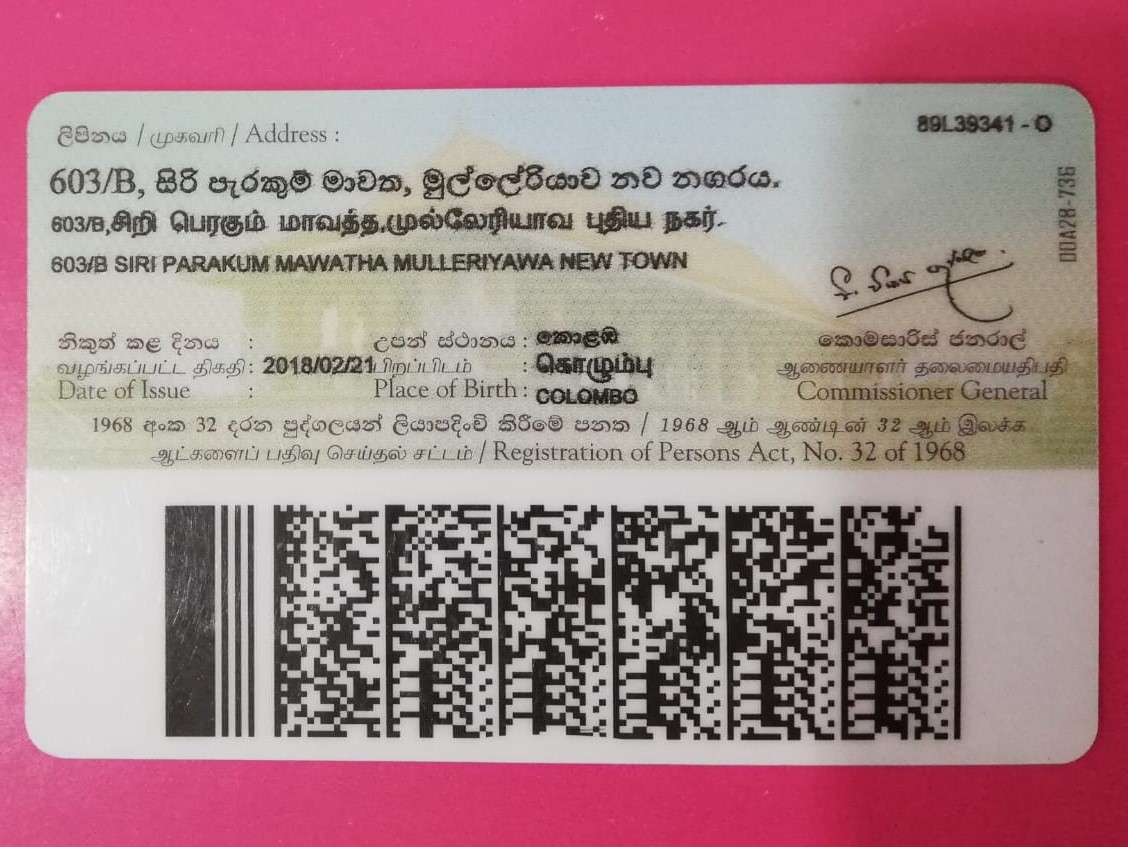 ලිපිනය / முகவரி / Address :
89L39341 - O
603/B, සිරි පැරකුම් මාවත, මුල්ලේරියාව නව නගරය.
603/B,சிறி பெரகும் மாவத்த,முல்லேரியாவ புதிய நகர்.
603/B SIRI PARAKUM MAWATHA MULLERIYAWA NEW TOWN
00A28-736
නිකුත් කළ දිනය : උපන් ස්ථානය : කොළඹ
வழங்கப்பட்ட திகதி : 2018/02/21 பிறப்பிடம் : கொழும்பு
Date of Issue : Place of Birth : COLOMBO
කොමසාරිස් ජනරාල්
ஆணையாளர் தலைமையதிபதி
Commissioner General
1968 අංක 32 දරන පුද්ගලයන් ලියාපදිංචි කිරීමේ පනත / 1968 ஆம் ஆண்டின் 32 ஆம் இலக்க
ஆட்களைப் பதிவு செய்தல் சட்டம் / Registration of Persons Act, No. 32 of 1968